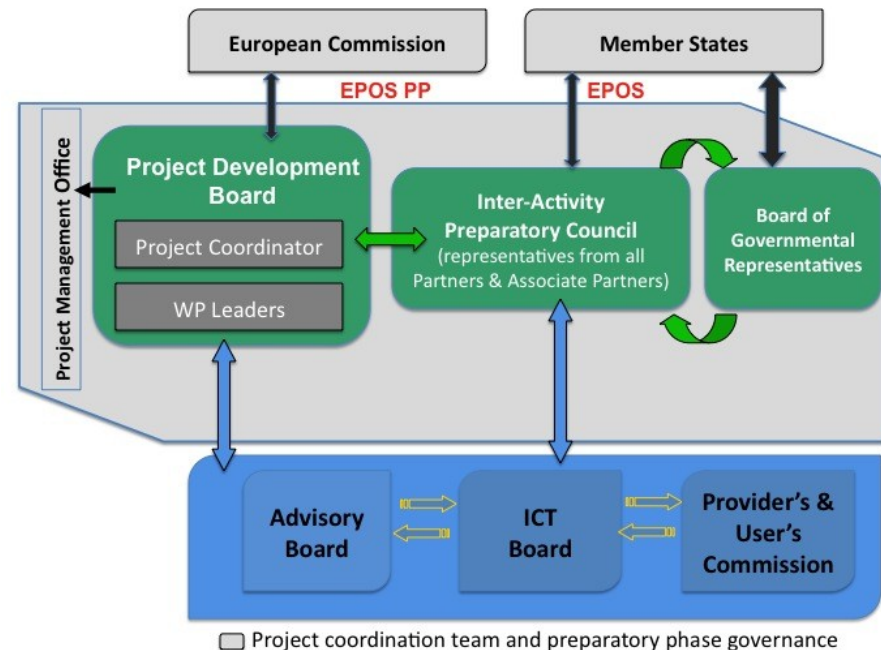 European Commission
Member States
EPOS PP
EPOS
Project Management Office
Project Development
Board
Project Coordinator
WP Leaders
Inter-Activity
Preparatory Council
(representatives from all
Partners & Associate Partners)
Board of
Governmental
Representatives
Advisory
Board
ICT
Board
Provider's &
User's
Commission
Project coordination team and preparatory phase governance